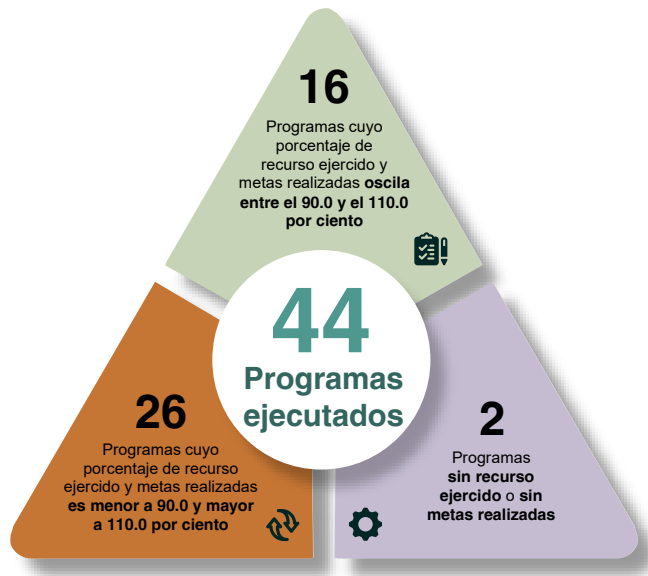 16
Programas cuyo
porcentaje de
recurso ejercido y
metas realizadas oscila
entre el 90.0 y el 110.0
por ciento
44
Programas
ejecutados
26
Programas cuyo
porcentaje de recurso
ejercido y metas realizadas
es menor a 90.0 y mayor
a 110.0 por ciento
2
Programas
sin recurso
ejercido o sin
metas realizadas